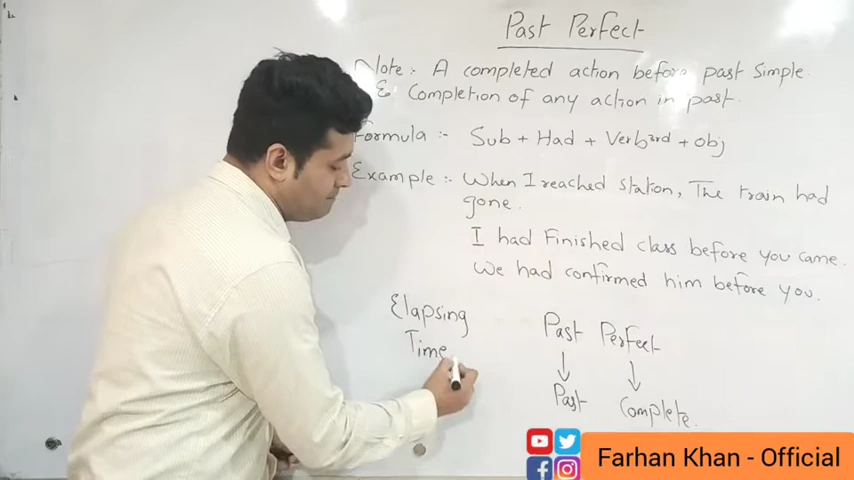 Past Perfect
Note :- A completed action before past simple.
& Completion of any action in past.
Formula :- Sub + Had + Verb 3rd + obj
Example :- When I reached station, The train had
gone.
I had Finished class before you came.
We had confirmed him before you.
Elapsing
Time
Past Perfect
Past Complete.
Farhan Khan - Official